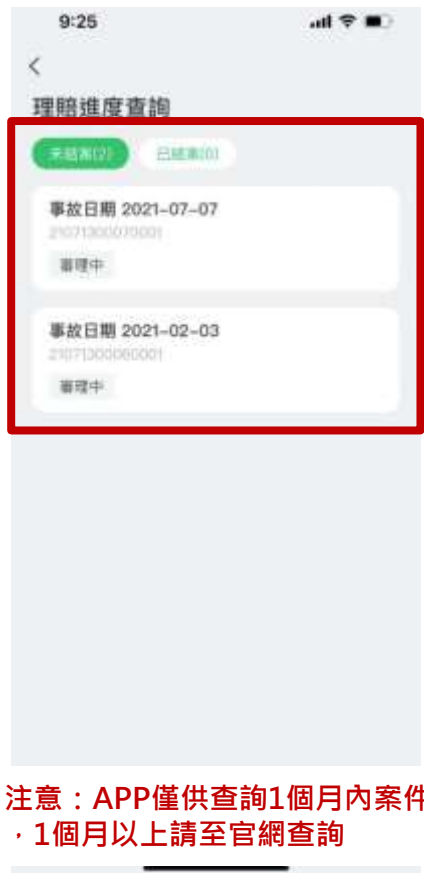 9:25
理賠進度查詢
未結案(2) 已結案(0)
事故日期 2021-07-07
審理中
事故日期 2021-02-03
審理中
注意：APP僅供查詢1個月內案件
，1個月以上請至官網查詢